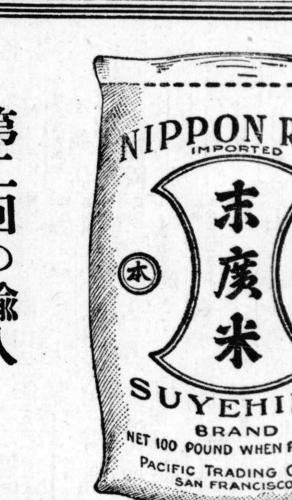 NIPPON R
IMPORTED
末廣米
SUYEHI
BRAND
NET 100 POUND WHEN
PACIFIC TRADING
SAN FRANCISCO
第二回の輸入